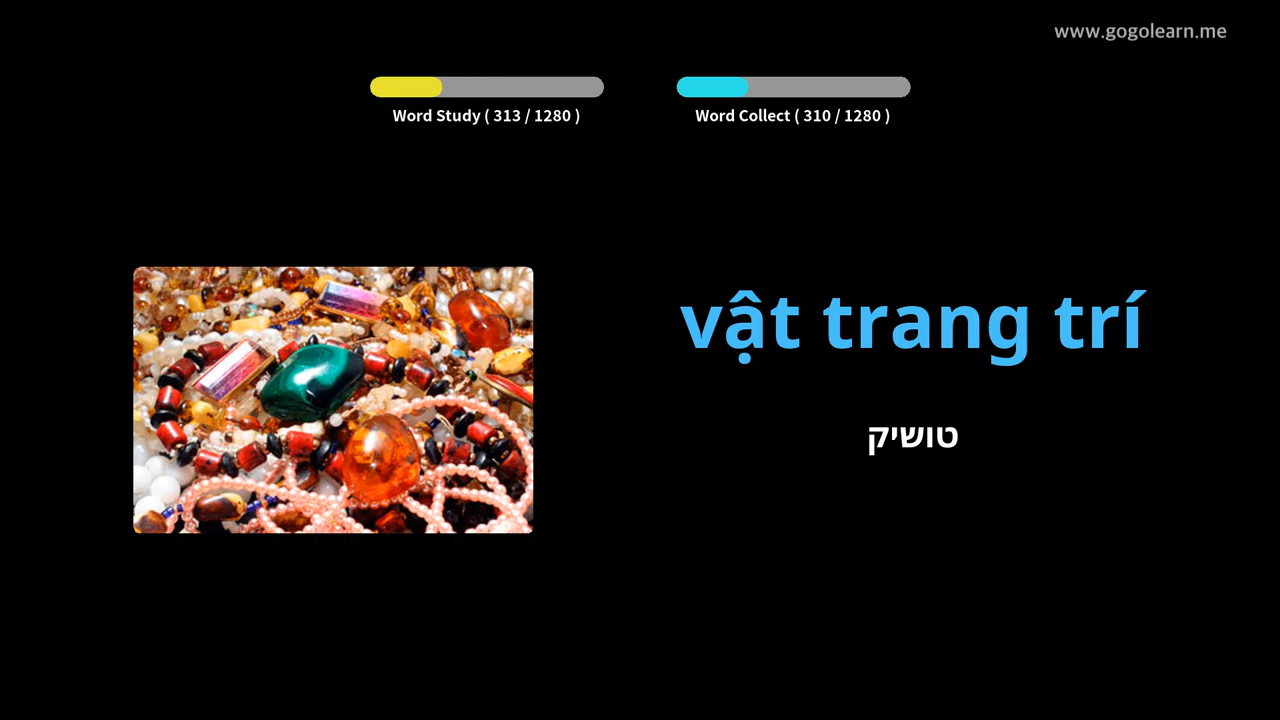 www.gogolearn.me
Word Study ( 313 / 1280 )
Word Collect ( 310 / 1280 )
vật trang trí
טושיק